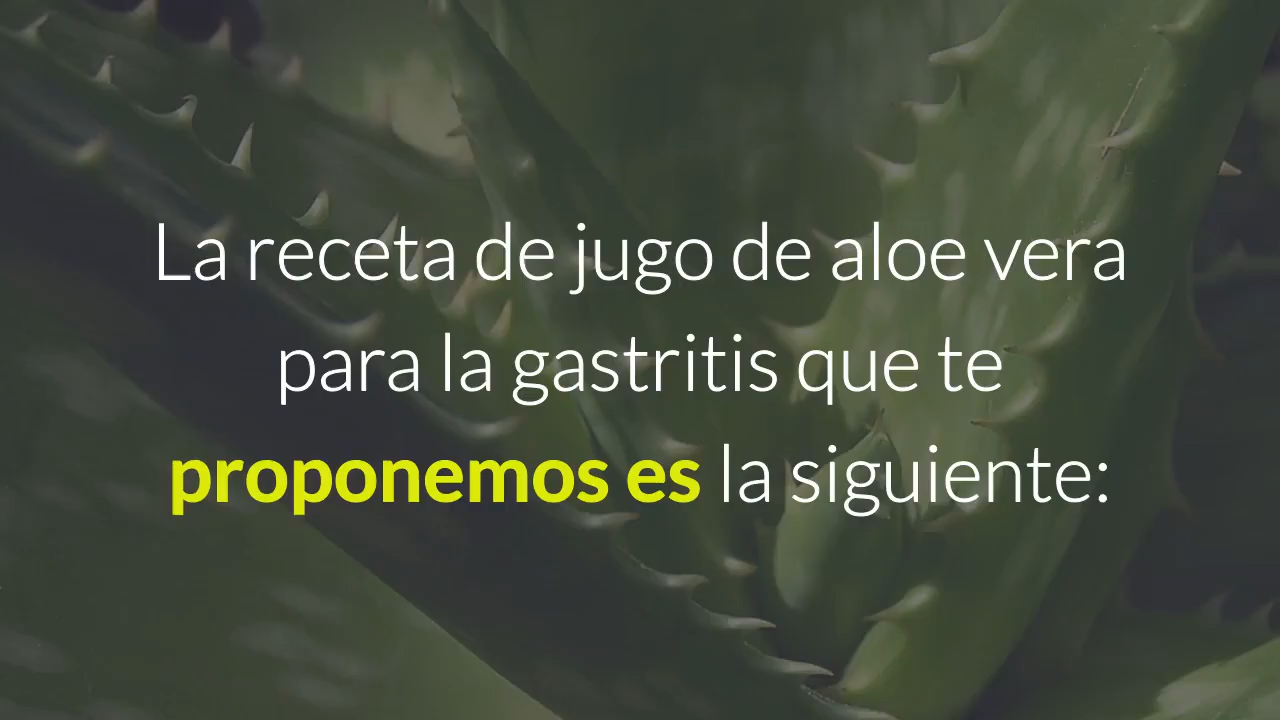 La receta de jugo de aloe vera
para la gastritis que te
proponemos es la siguiente: